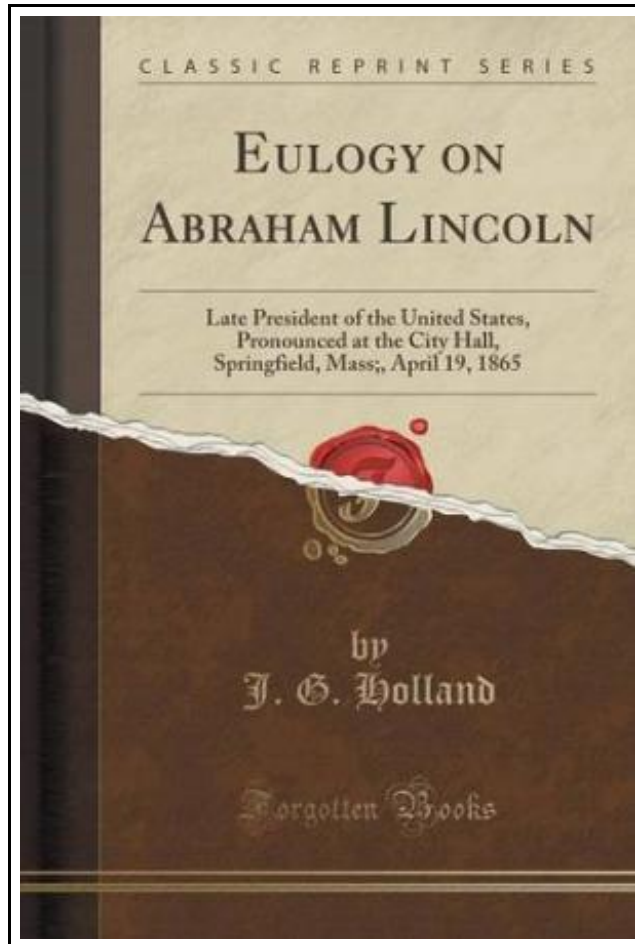 CLASSIC REPRINT SERIES
EULOGY ON
ABRAHAM LINCOLN
Late President of the United States,
Pronounced at the City Hall,
Springfield, Mass;, April 19, 1865
by
J. G. Holland
Forgotten Books